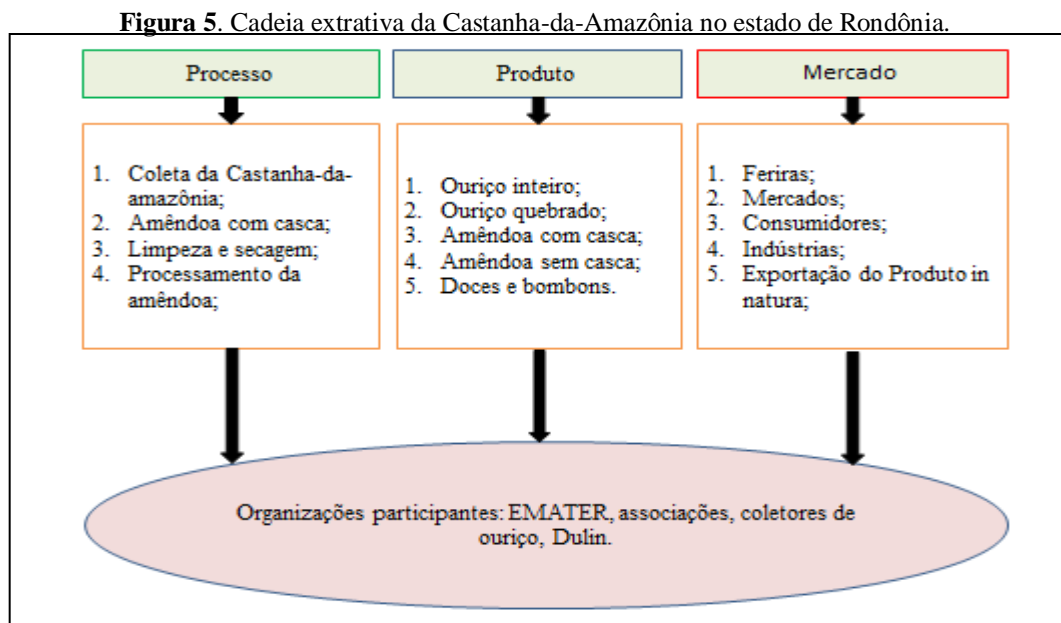 Figura 5. Cadeia extrativa da Castanha-da-Amazônia no estado de Rondônia.
Processo
1. Coleta da Castanha-da-
amazônia;
2. Amêndoa com casca;
3. Limpeza e secagem;
4. Processamento da
amêndoa;
Produto
1. Ouriço inteiro;
2. Ouriço quebrado;
3. Amêndoa com casca;
4. Amêndoa sem casca;
5. Doces e bombons.
Mercado
1. Feriras;
2. Mercados;
3. Consumidores;
4. Indústrias;
5. Exportação do Produto in
natura;
Organizações participantes: EMATER, associações, coletores de
ouriço, Dulin.